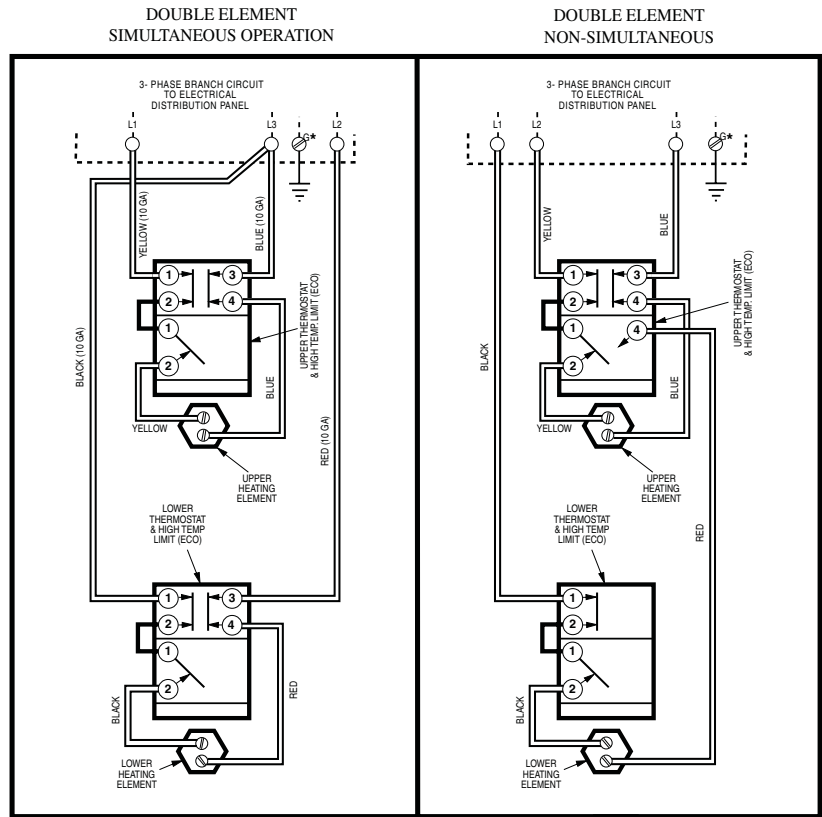 DOUBLE ELEMENT
SIMULTANEOUS OPERATION
3- PHASE BRANCH CIRCUIT
TO ELECTRICAL
DISTRIBUTION PANEL
L1
L3
G*
L2
YELLOW (10 GA)
BLUE (10 GA)
1
3
2
4
1
2
UPPER THERMOSTAT
& HIGH TEMP. LIMIT (ECO)
BLACK (10 GA)
BLUE
YELLOW
RED (10 GA)
UPPER
HEATING
ELEMENT
LOWER
THERMOSTAT
& HIGH TEMP
LIMIT (ECO)
1
3
2
4
1
2
BLACK
RED
LOWER
HEATING
ELEMENT
DOUBLE ELEMENT
NON-SIMULTANEOUS
3- PHASE BRANCH CIRCUIT
TO ELECTRICAL
DISTRIBUTION PANEL
L1
L2
L3
G*
YELLOW
BLUE
1
3
2
4
1
4
2
UPPER THERMOSTAT
& HIGH TEMP. LIMIT (ECO)
BLACK
BLUE
YELLOW
UPPER
HEATING
ELEMENT
RED
LOWER
THERMOSTAT
& HIGH TEMP
LIMIT (ECO)
1
2
1
2
BLACK
LOWER
HEATING
ELEMENT